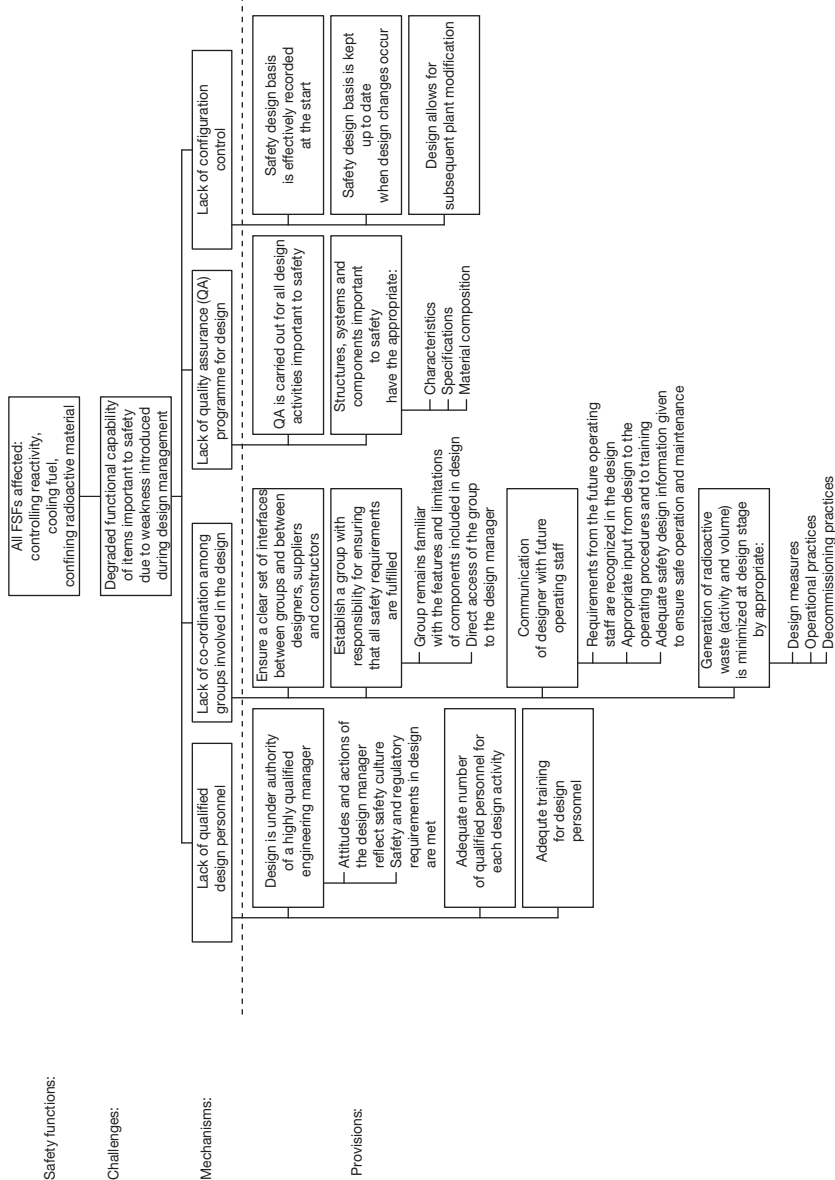 Safety functions:
All FSFs affected:
controlling reactivity,
cooling fuel,
confining radioactive material
Challenges:
Degraded functional capability
of items important to safety
due to weakness introduced
during design management
Mechanisms:
Lack of qualified
design personnel
Lack of co-ordination among
groups involved in the design
Lack of quality assurance (QA)
programme for design
Lack of configuration
control
Provisions:
Design is under authority
of a highly qualified
engineering manager
Attitudes and actions of
the design manager
reflect safety culture
Safety and regulatory
requirements in design
are met
Adequate number
of qualified personnel for
each design activity
Adequte training
for design
personnel
Ensure a clear set of interfaces
between groups and between
designers, suppliers
and constructors
Establish a group with
responsibility for ensuring
that all safety requirements
are fulfilled
Group remains familiar
with the features and limitations
of components included in design
Direct access of the group
to the design manager
Communication
of designer with future
operating staff
Requirements from the future operating
staff are recognized in the design
Appropriate input from design to the
operating procedures and to training
Adequate safety design information given
to ensure safe operation and maintenance
Generation of radioactive
waste (activity and volume)
is minimized at design stage
by appropriate:
Design measures
Operational practices
Decommissioning practices
QA is carried out for all design
activities important to safety
Structures, systems and
components important
to safety
have the appropriate:
Characteristics
Specifications
Material composition
Safety design basis
is effectively recorded
at the start
Safety design basis is kept
up to date
when design changes occur
Design allows for
subsequent plant modification